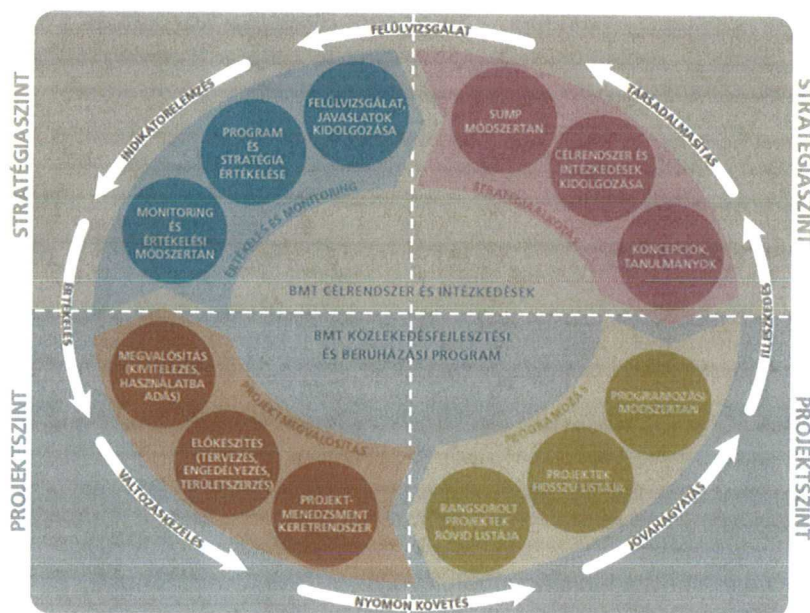 FELÜLVIZSGÁLAT
STRATÉGIASZINT
INDIKÁTORELEMZÉS
FELÜLVIZSGÁLAT,
JAVASLATOK
KIDOLGOZÁSA
PROGRAM
ÉS
STRATÉGIA
ÉRTÉKELÉSE
MONITORING
ÉS
ÉRTÉKELÉSI
MÓDSZERTAN
ÉRTÉKELÉS ÉS MONITORING
SUMP
MÓDSZERTAN
CÉLRENDSZER ÉS
INTÉZKEDÉSEK
KIDOLGOZÁSA
KONCEPCIÓK,
TANULMÁNYOK
STRATÉGIAALKOTÁS
TÁRSADALMASÍTÁS
STRATÉGIASZINT
BMT CÉLRENDSZER ÉS INTÉZKEDÉSEK
ÉRTÉKELÉS
ILLESZKEDÉS
BMT KÖZLEKEDÉSFEJLESZTÉSI
ÉS BERUHÁZÁSI PROGRAM
PROJEKTSZINT
MEGVALÓSÍTÁS
(KIVITELEZÉS,
HASZNÁLATBA
ADÁS)
ELŐKÉSZÍTÉS
(TERVEZÉS,
ENGEDÉLYEZÉS,
TERÜLETSZERZÉS)
PROJEKT-
MENEDZSMENT
KERETRENDSZER
PROJEKTMEGVALÓSÍTÁS
PROGRAMOZÁS
PROGRAMOZÁSI
MÓDSZERTAN
PROJEKTEK
HOSSZÚ LISTÁJA
RANGSOROLT
PROJEKTEK
RÖVID LISTÁJA
PROJEKTSZINT
VÁLTOZÁSKEZELÉS
JÓVÁHAGYATÁS
NYOMON KÖVETÉS